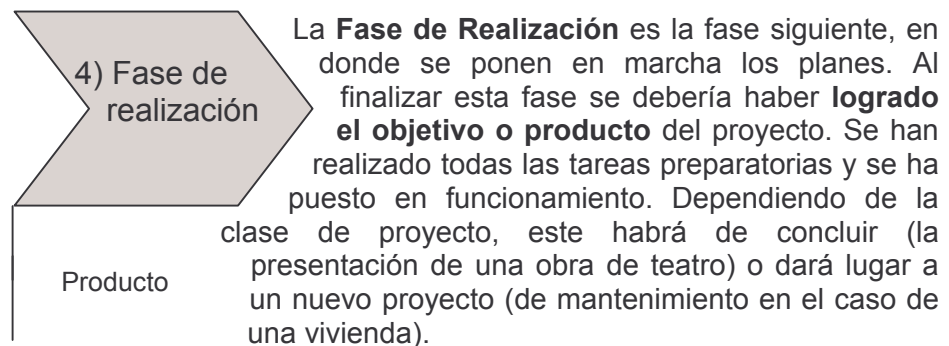 4) Fase de
realización
Producto
La Fase de Realización es la fase siguiente, en
donde se ponen en marcha los planes. Al
finalizar esta fase se debería haber logrado
el objetivo o producto del proyecto. Se han
realizado todas las tareas preparatorias y se ha
puesto en funcionamiento. Dependiendo de la
clase de proyecto, este habrá de concluir (la
presentación de una obra de teatro) o dará lugar a
un nuevo proyecto (de mantenimiento en el caso de
una vivienda).